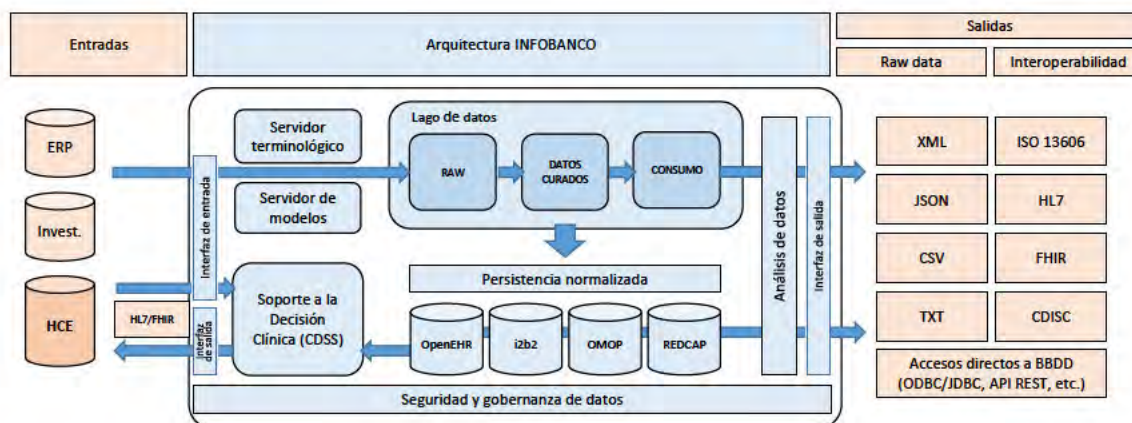 Entradas
Arquitectura INFOBANCO
Salidas
Raw data
Interoperabilidad
ERP
Invest.
HCE
HL7/FHIR
Interfaz de entrada
Interfaz
de salida
Servidor
terminológico
Servidor de
modelos
Soporte a la
Decisión
Clínica (CDSS)
Lago de datos
RAW
DATOS
CURADOS
CONSUMO
Persistencia normalizada
OpenEHR
i2b2
OMOP
REDCAP
Análisis de datos
Interfaz de salida
Seguridad y gobernanza de datos
XML
ISO 13606
JSON
HL7
CSV
FHIR
TXT
CDISC
Accesos directos a BBDD
(ODBC/JDBC, API REST, etc.)